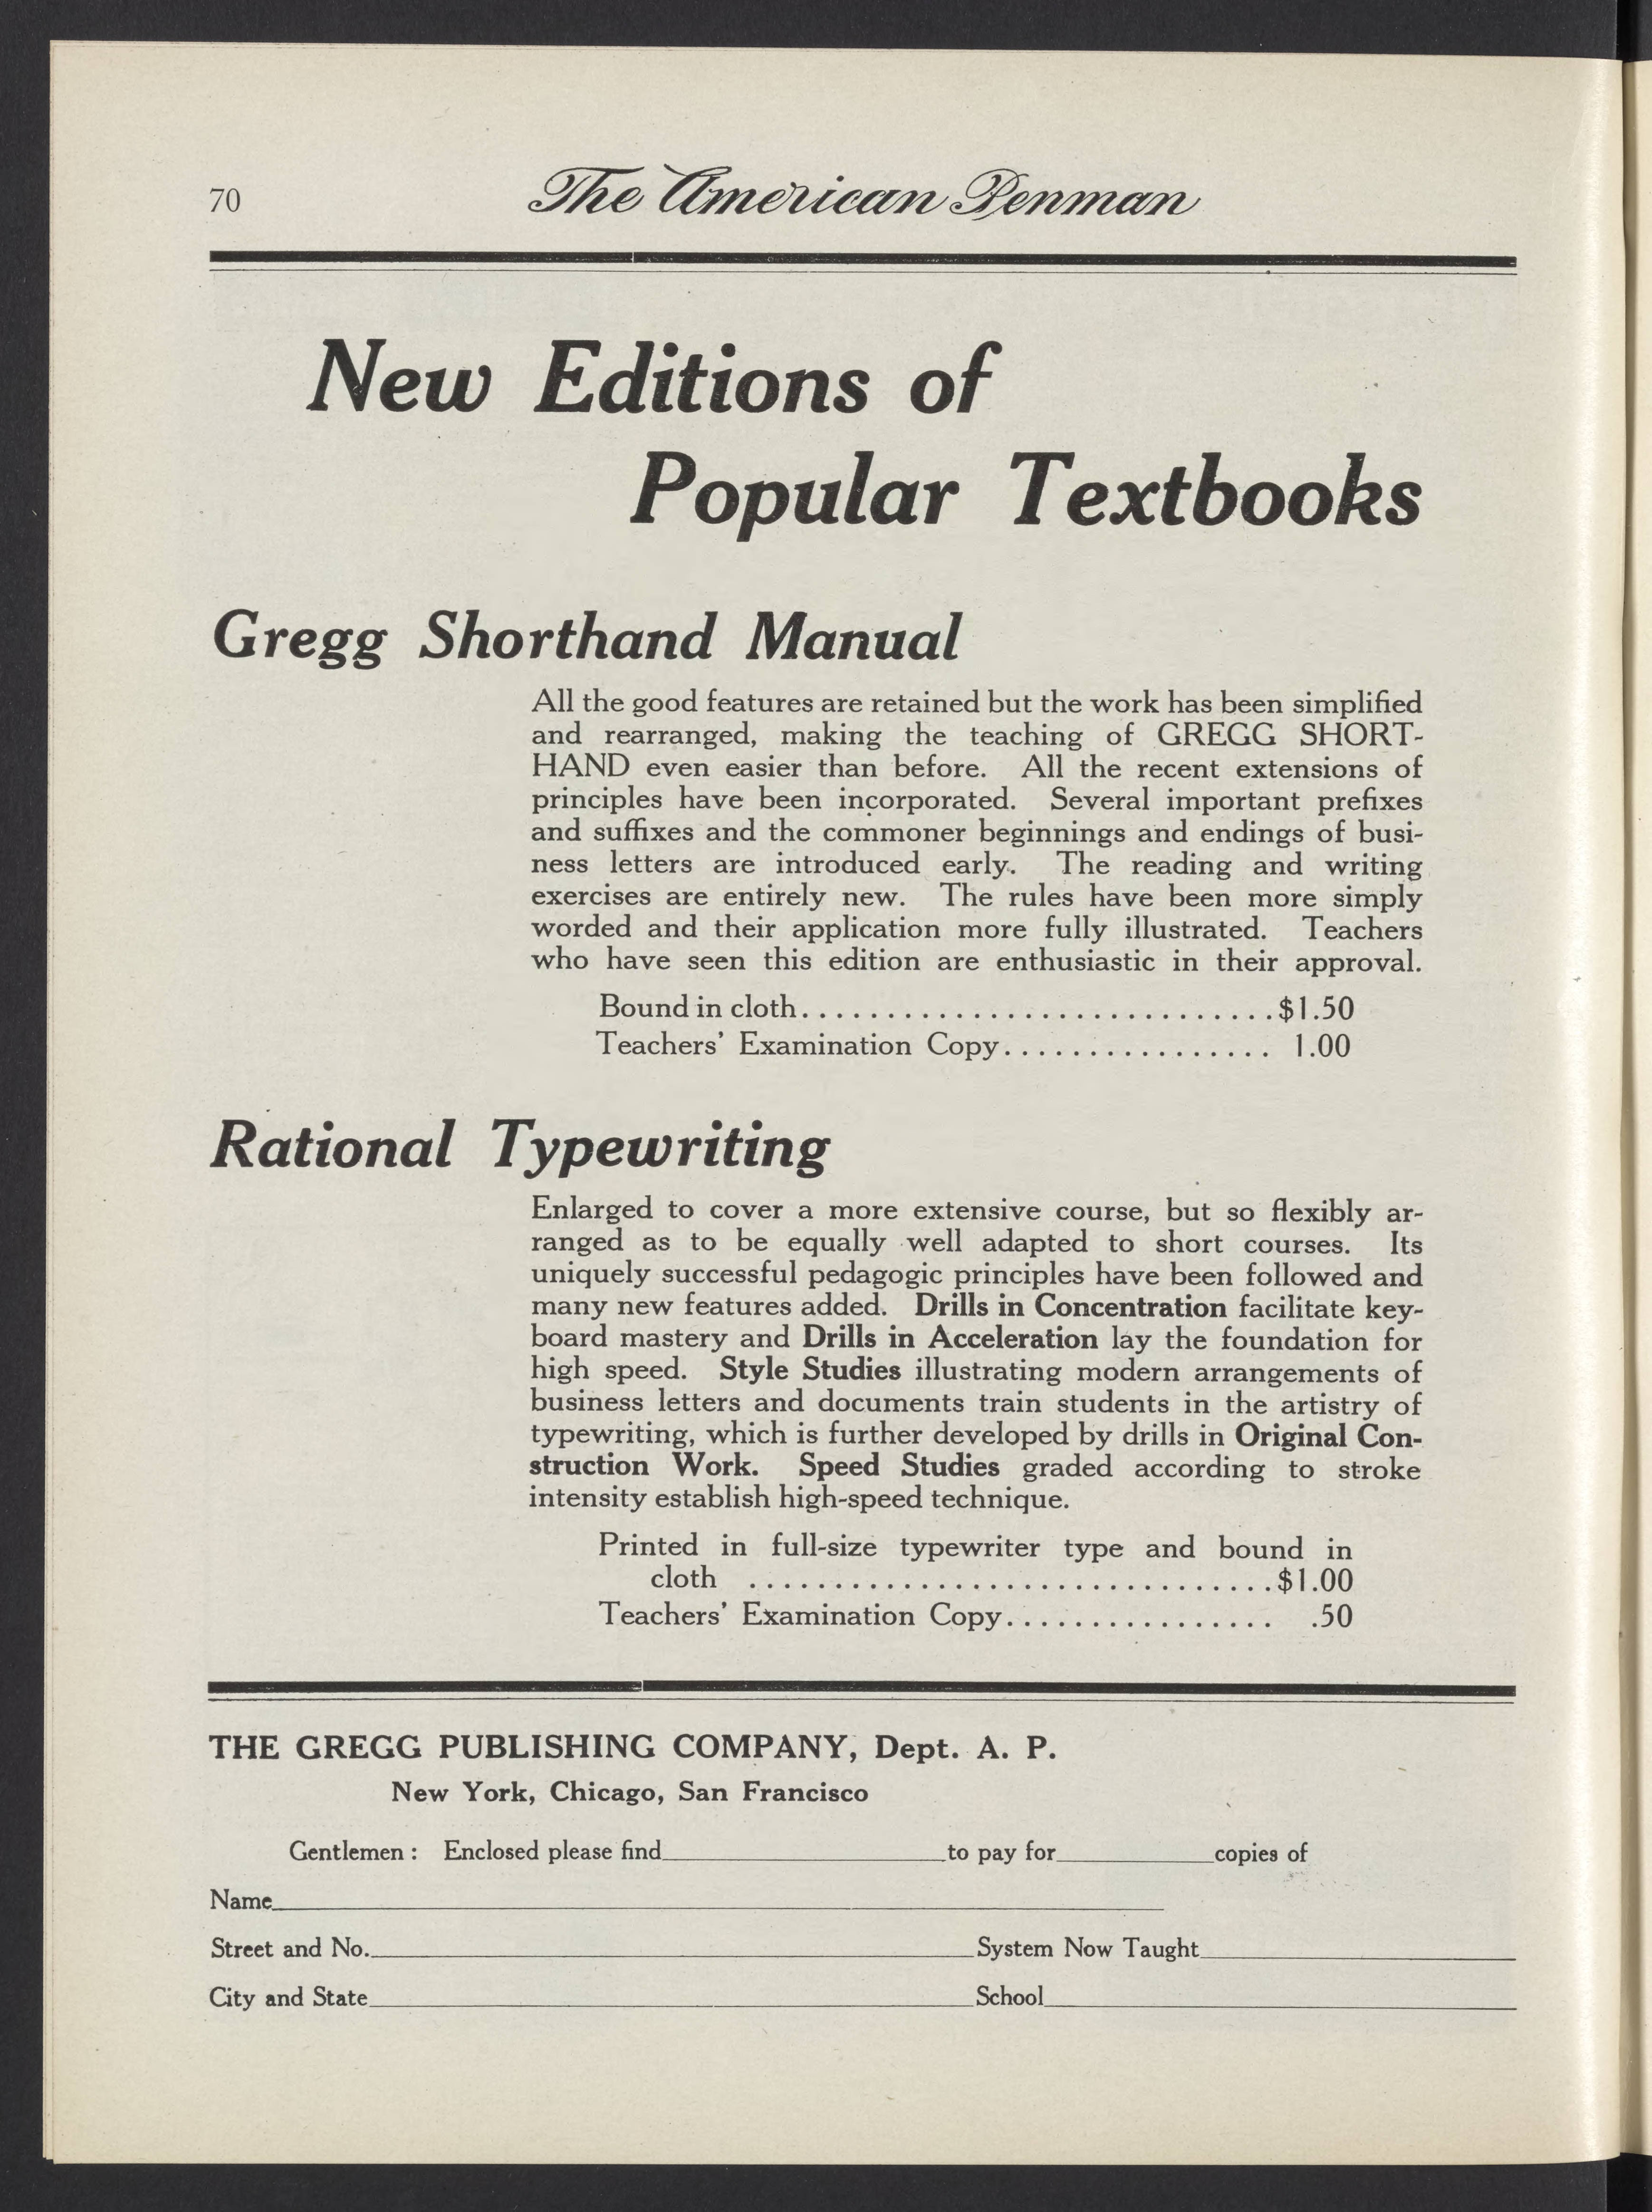 70
The American Penman
New Editions of
Popular Textbooks
Gregg Shorthand Manual
All the good features are retained but the work has been simplified
and rearranged, making the teaching of GREGG SHORT-
HAND even easier than before. All the recent extensions of
principles have been incorporated. Several important prefixes
and suffixes and the commoner beginnings and endings of busi-
ness letters are introduced early. The reading and writing
exercises are entirely new. The rules have been more simply
worded and their application more fully illustrated. Teachers
who have seen this edition are enthusiastic in their approval.
Bound in cloth............................$1.50
Teachers' Examination Copy................ 1.00
Rational Typewriting
Enlarged to cover a more extensive course, but so flexibly ar-
ranged as to be equally well adapted to short courses. Its
uniquely successful pedagogic principles have been followed and
many new features added. Drills in Concentration facilitate key-
board mastery and Drills in Acceleration lay the foundation for
high speed. Style Studies illustrating modern arrangements of
business letters and documents train students in the artistry of
typewriting, which is further developed by drills in Original Con-
struction Work. Speed Studies graded according to stroke
intensity establish high-speed technique.
Printed in full-size typewriter type and bound in
cloth ...............................$1.00
Teachers' Examination Copy................ .50
THE GREGG PUBLISHING COMPANY, Dept. A. P.
New York, Chicago, San Francisco
Gentlemen: Enclosed please find____________to pay for________copies of
Name____________
Street and No.____________System Now Taught____________
City and State____________School____________